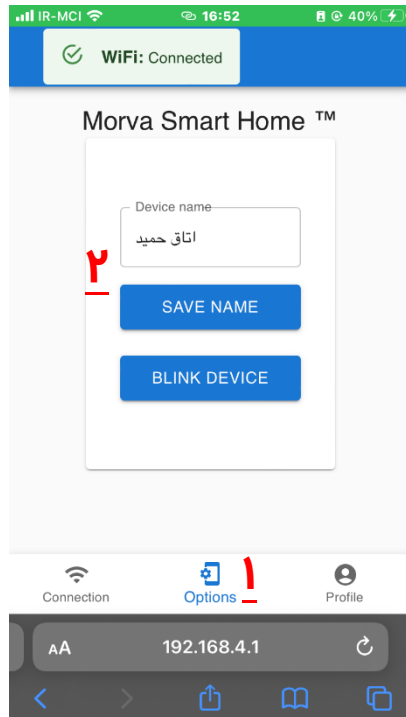 IR-MCI 16:52 40%
WiFi: Connected
Morva Smart Home ™
Device name
اتاق حمید
۲
SAVE NAME
BLINK DEVICE
۱
Connection Options Profile
AA 192.168.4.1